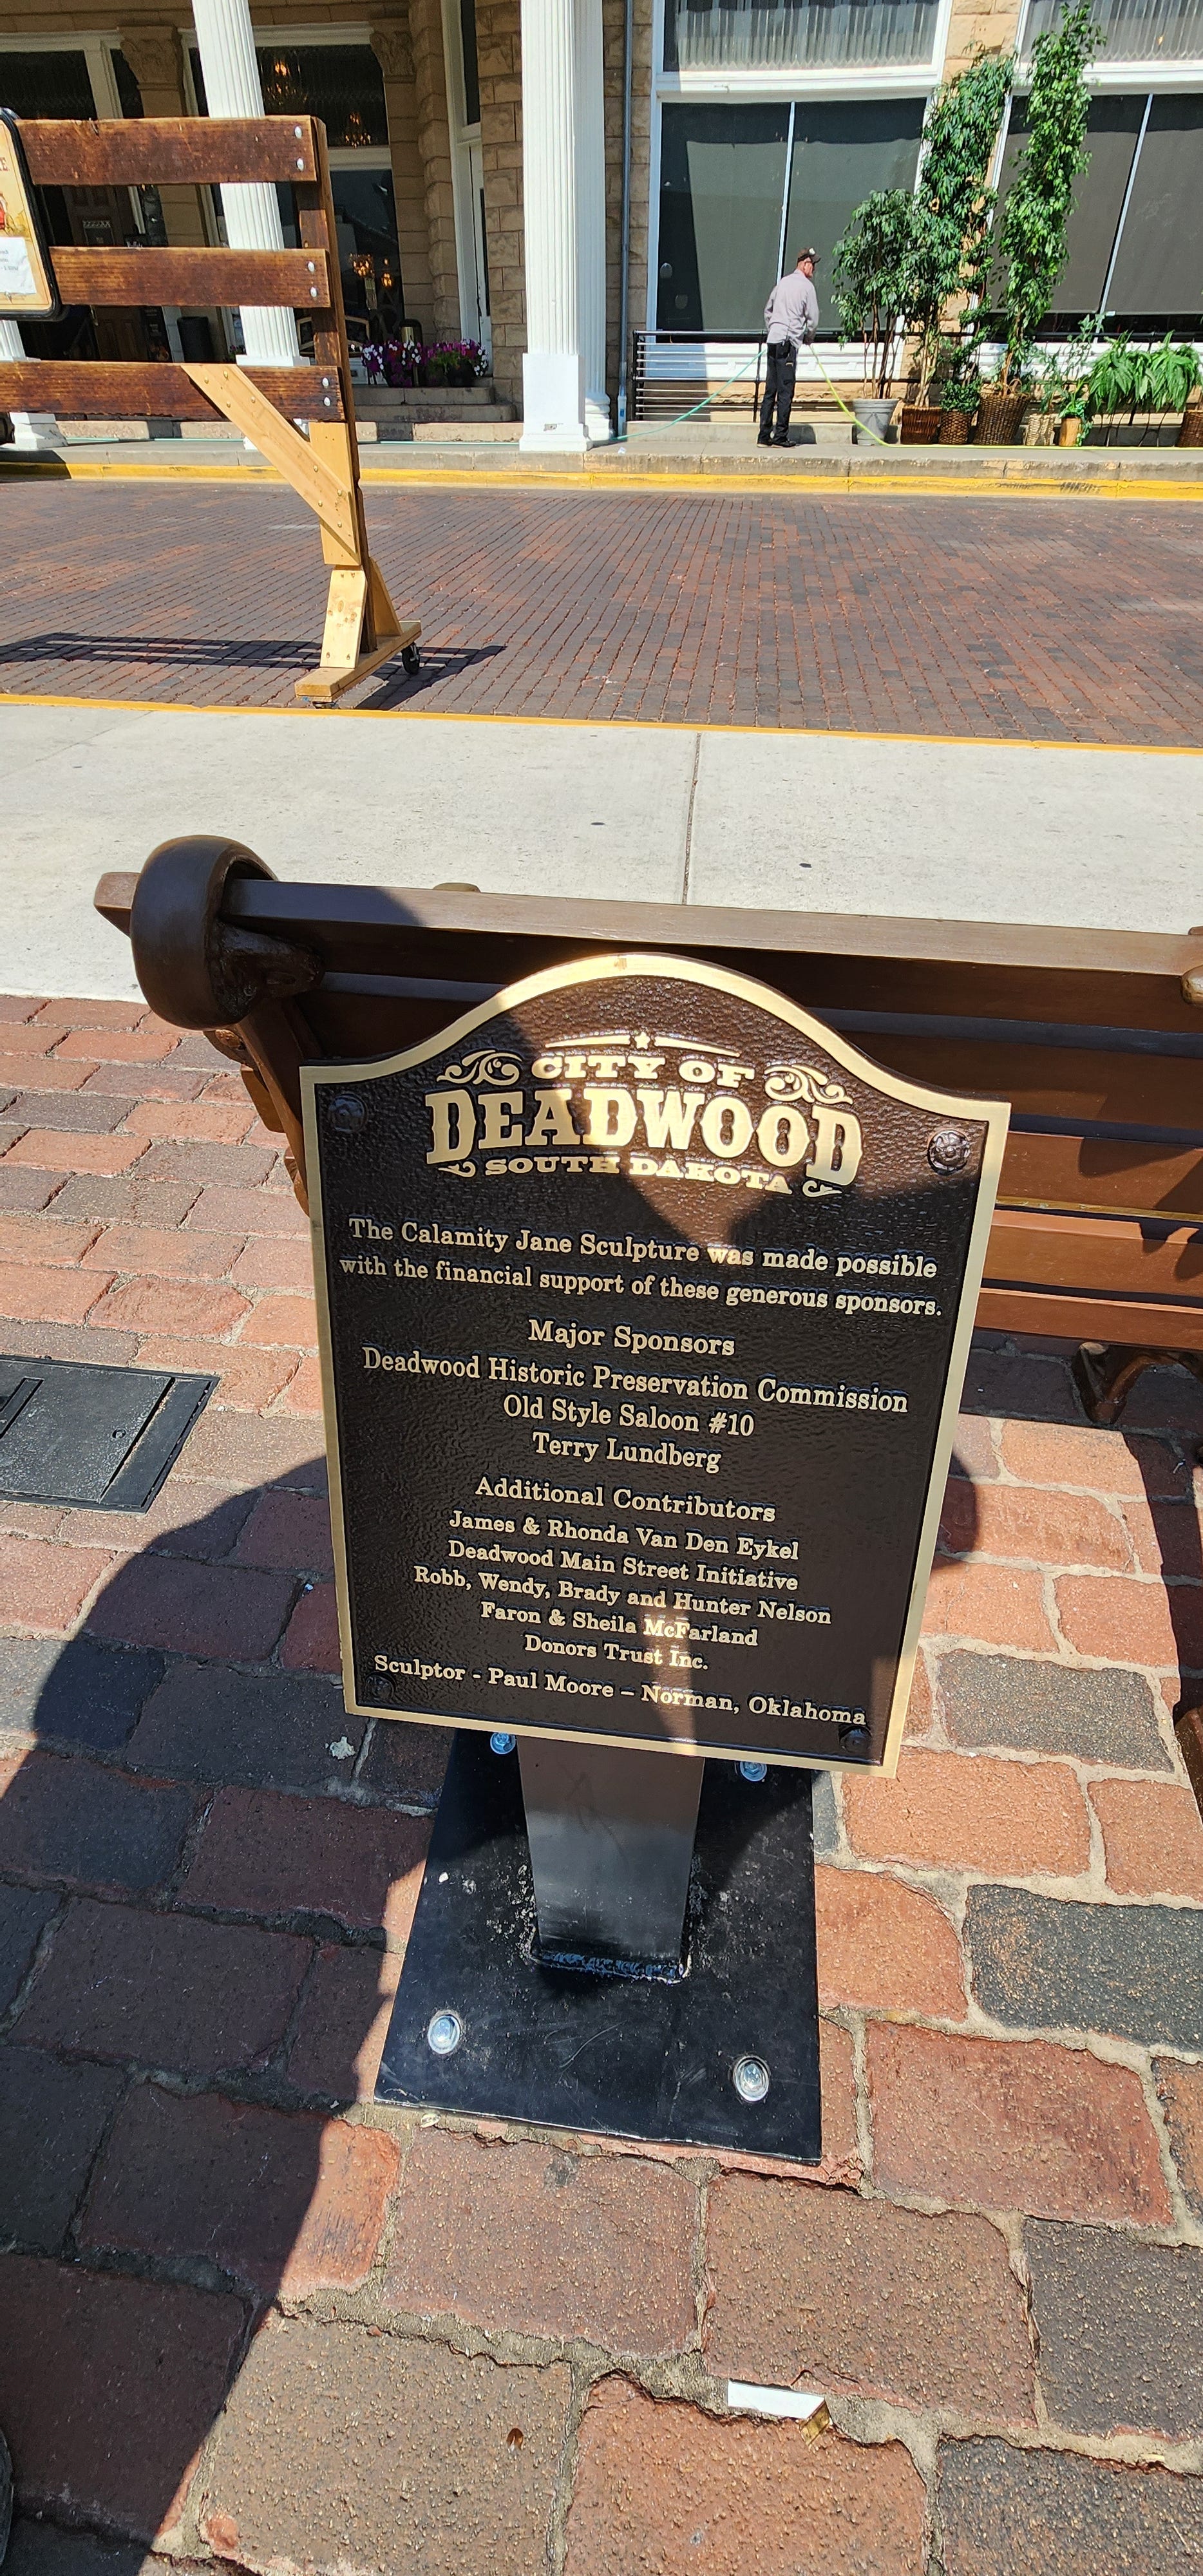 CITY OF
DEADWOOD
SOUTH DAKOTA
The Calamity Jane Sculpture was made possible
with the financial support of these generous sponsors.
Major Sponsors
Deadwood Historic Preservation Commission
Old Style Saloon #10
Terry Lundberg
Additional Contributors
James & Rhonda Van Den Eykel
Deadwood Main Street Initiative
Robb, Wendy, Brady and Hunter Nelson
Faron & Sheila McFarland
Donors Trust Inc.
Sculptor - Paul Moore – Norman, Oklahoma